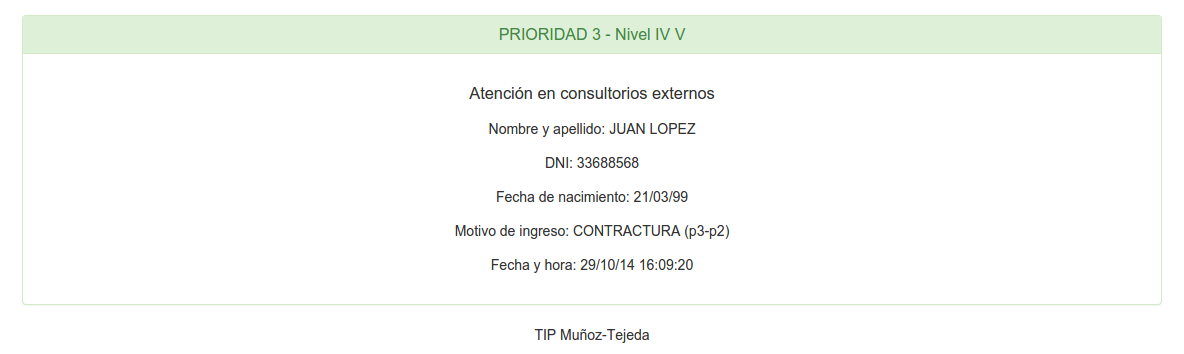 PRIORIDAD 3 - Nivel IV V
Atención en consultorios externos
Nombre y apellido: JUAN LOPEZ
DNI: 33688568
Fecha de nacimiento: 21/03/99
Motivo de ingreso: CONTRACTURA (p3-p2)
Fecha y hora: 29/10/14 16:09:20
TIP Muñoz-Tejeda